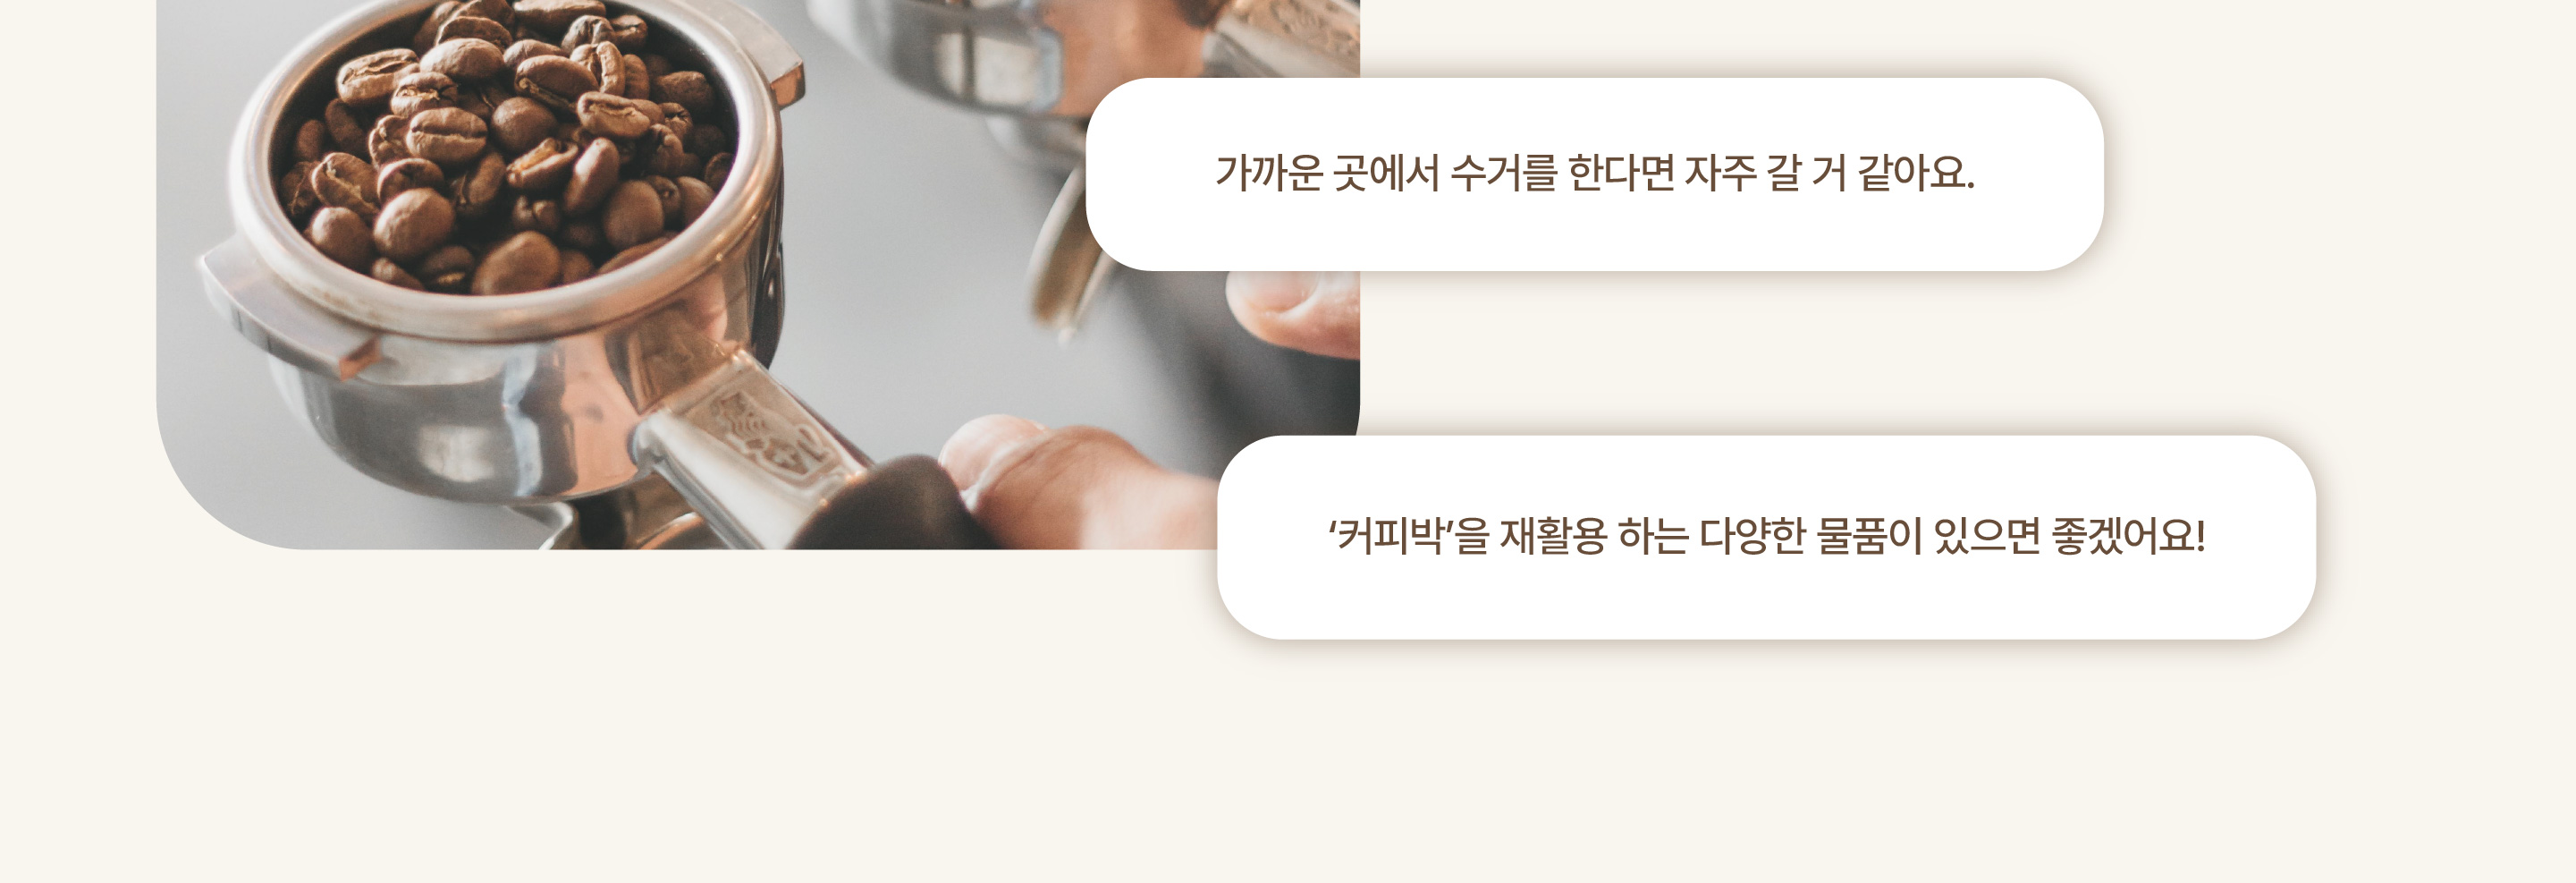 가까운 곳에서 수거를 한다면 자주 갈 거 같아요.
‘커피박’을 재활용 하는 다양한 물품이 있으면 좋겠어요!